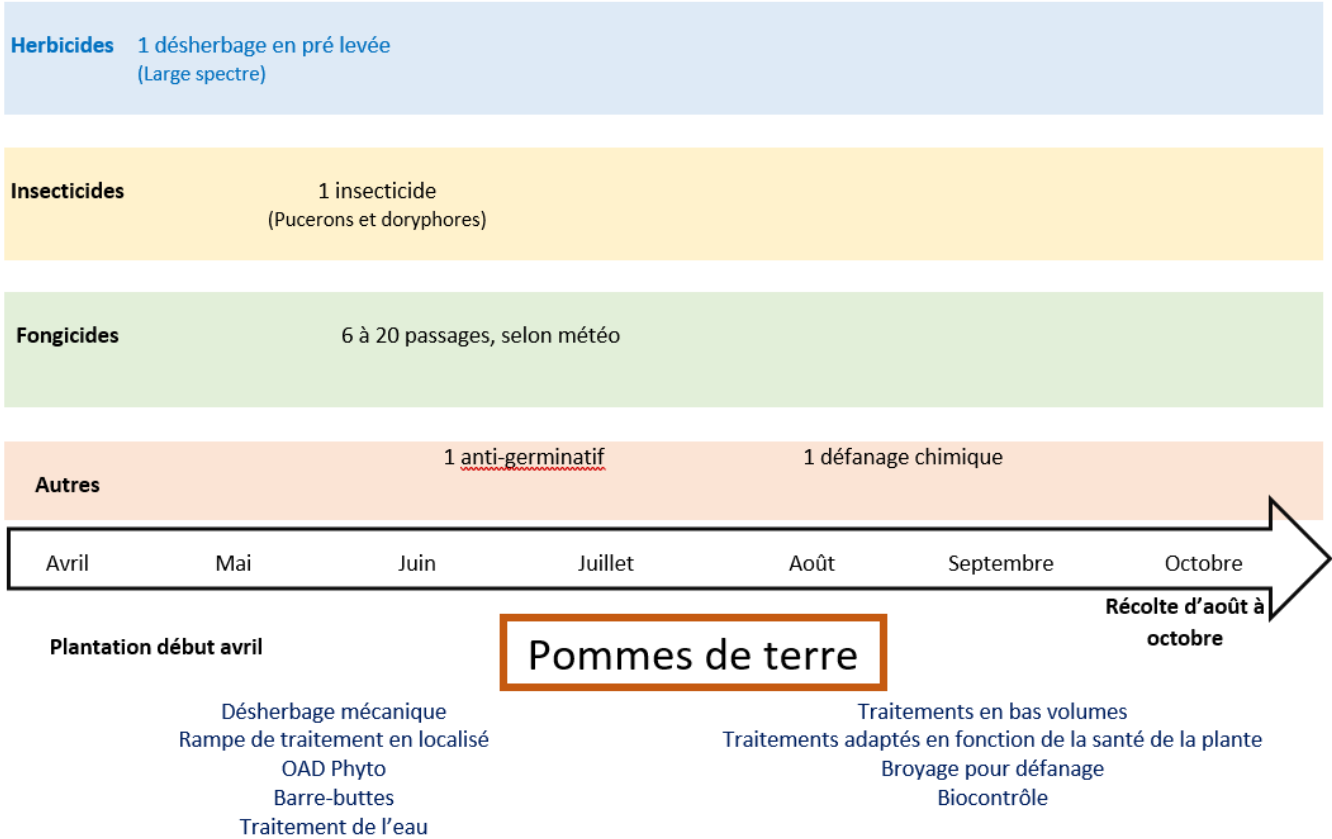 Herbicides 1 désherbage en pré levée
(Large spectre)
Insecticides 1 insecticide
(Pucerons et doryphores)
Fongicides 6 à 20 passages, selon météo
1 anti-germinatif 1 défanage chimique
Autres
Avril Mai Juin Juillet Août Septembre Octobre
Récolte d’août à
octobre
Plantation début avril
Pommes de terre
Désherbage mécanique
Rampe de traitement en localisé
OAD Phyto
Barre-buttes
Traitement de l’eau
Traitements en bas volumes
Traitements adaptés en fonction de la santé de la plante
Broyage pour défanage
Biocontrôle